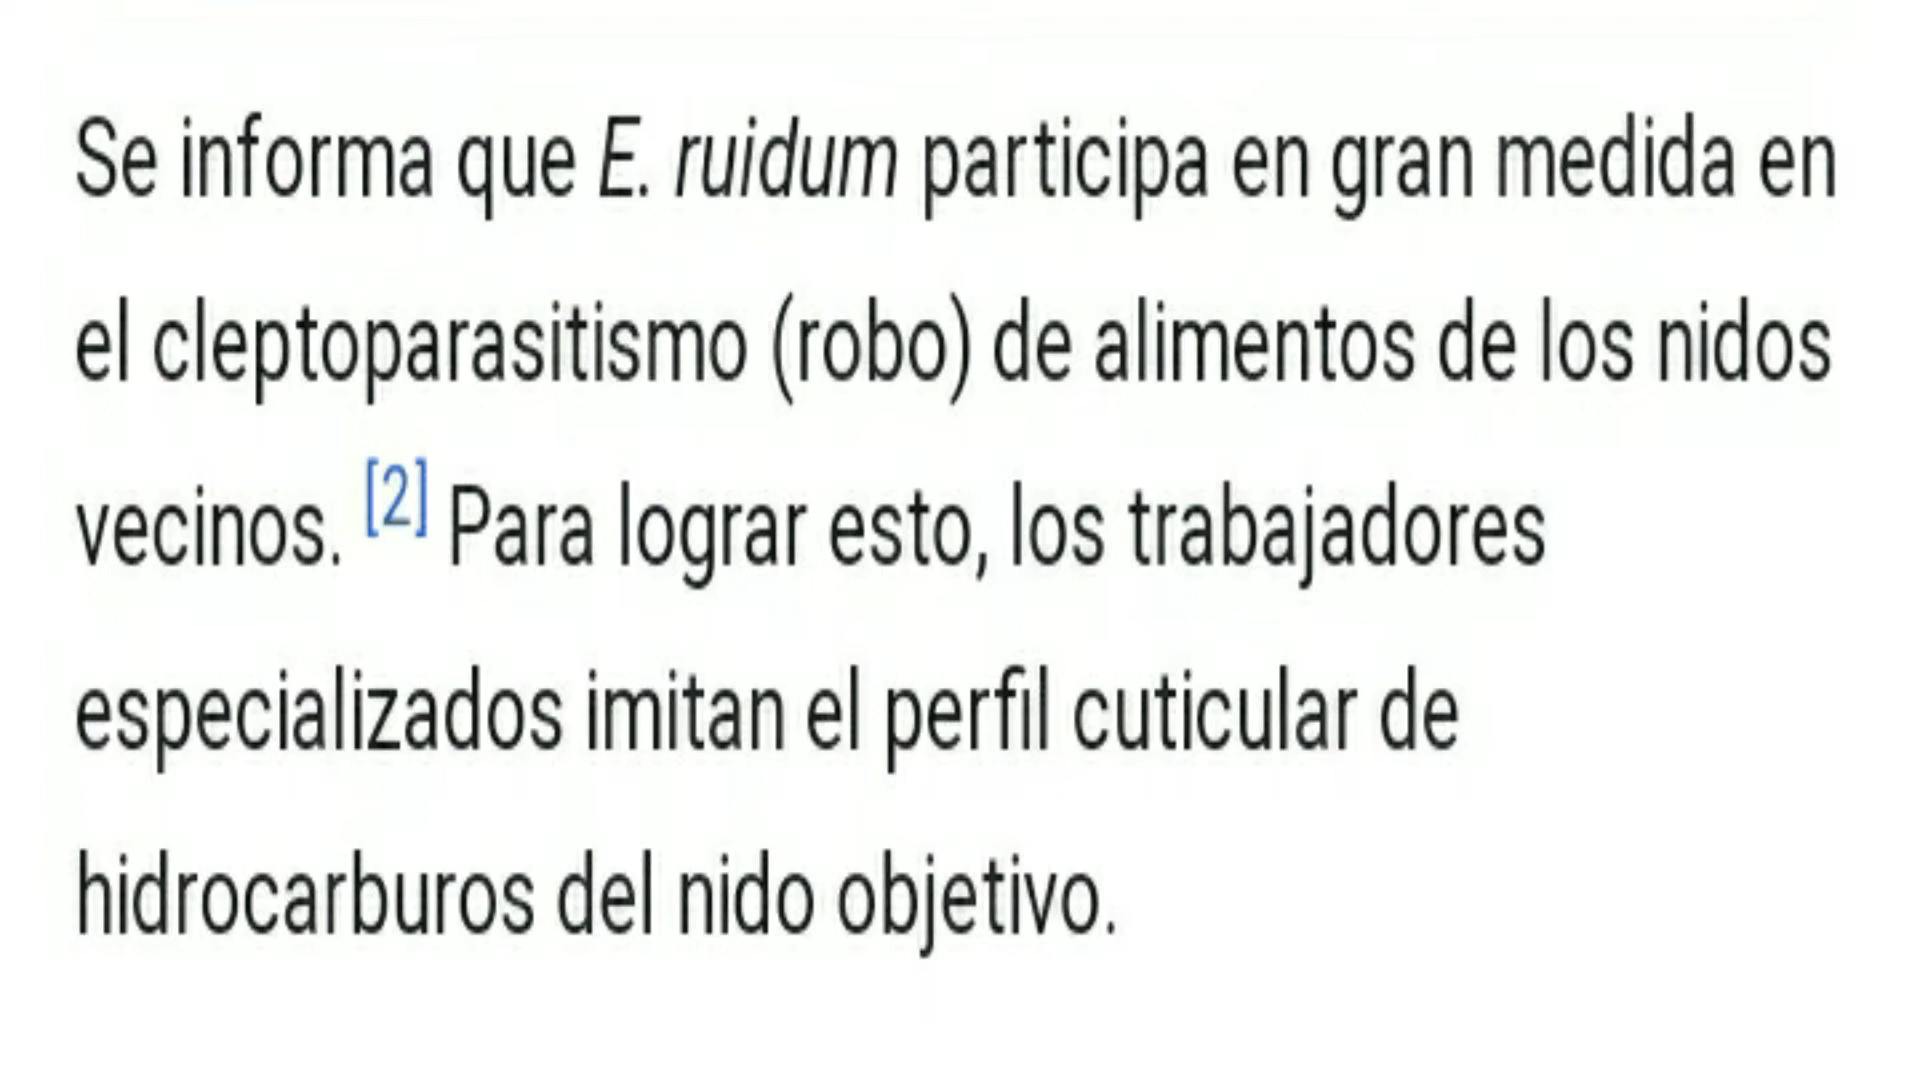 Se informa que E. ruidum participa en gran medida en
el cleptoparasitismo (robo) de alimentos de los nidos
vecinos. [2] Para lograr esto, los trabajadores
especializados imitan el perfil cuticular de
hidrocarburos del nido objetivo.